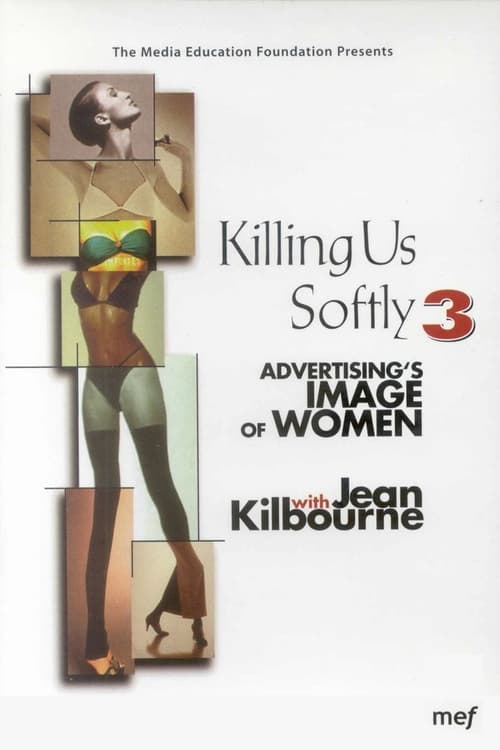 The Media Education Foundation Presents
Killing Us
Softly 3
ADVERTISING'S
IMAGE
OF WOMEN
with Jean
Kilbourne
mef